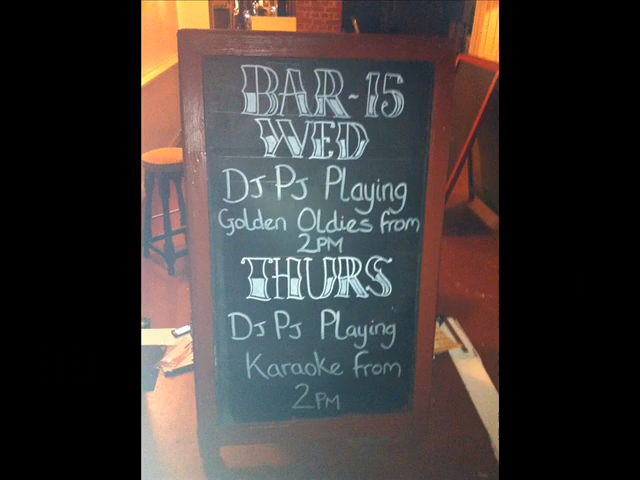 BAR-15
WED
DJ PJ Playing
Golden Oldies from
2PM
THURS
DJ PJ Playing
Karaoke from
2PM